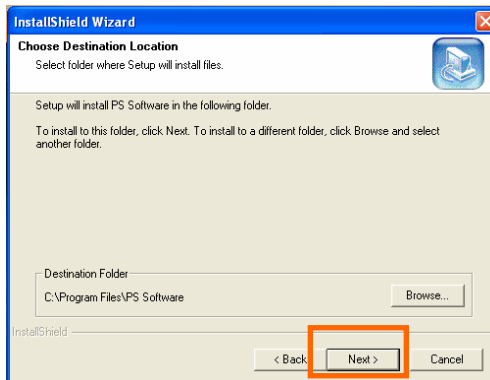 InstallShield Wizard
Choose Destination Location
Select folder where Setup will install files.
Setup will install PS Software in the following folder.
To install to this folder, click Next. To install to a different folder, click Browse and select
another folder.
Destination Folder
C:\Program Files\PS Software
Browse...
InstallShield
< Back
Next >
Cancel